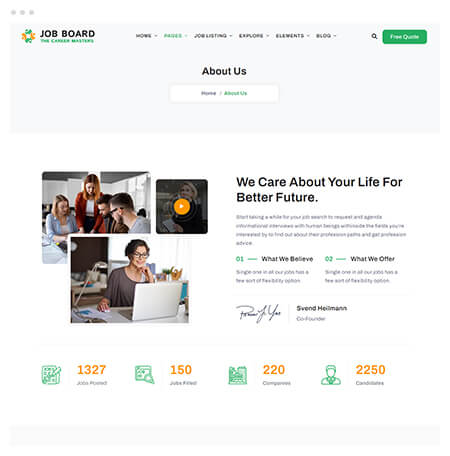 JOB BOARD
THE CAREER MASTERS
HOME PAGES JOB LISTING EXPLORE ELEMENTS BLOG
Free Quote
About Us
Home / About Us
We Care About Your Life For
Better Future.
Start taking a while for your job search to request and agenda
informational interviews with human beings withinside the fields you're
interested by to find out about their profession paths and get profession
advice.
01 What We Believe
02 What We Offer
Single one in all our jobs has a
few sort of flexibility option.
Single one in all our jobs has a
few sort of flexibility option.
Svend Heilmann
Co-Founder
1327
Jobs Posted
150
Jobs Filled
220
Companies
2250
Candidates